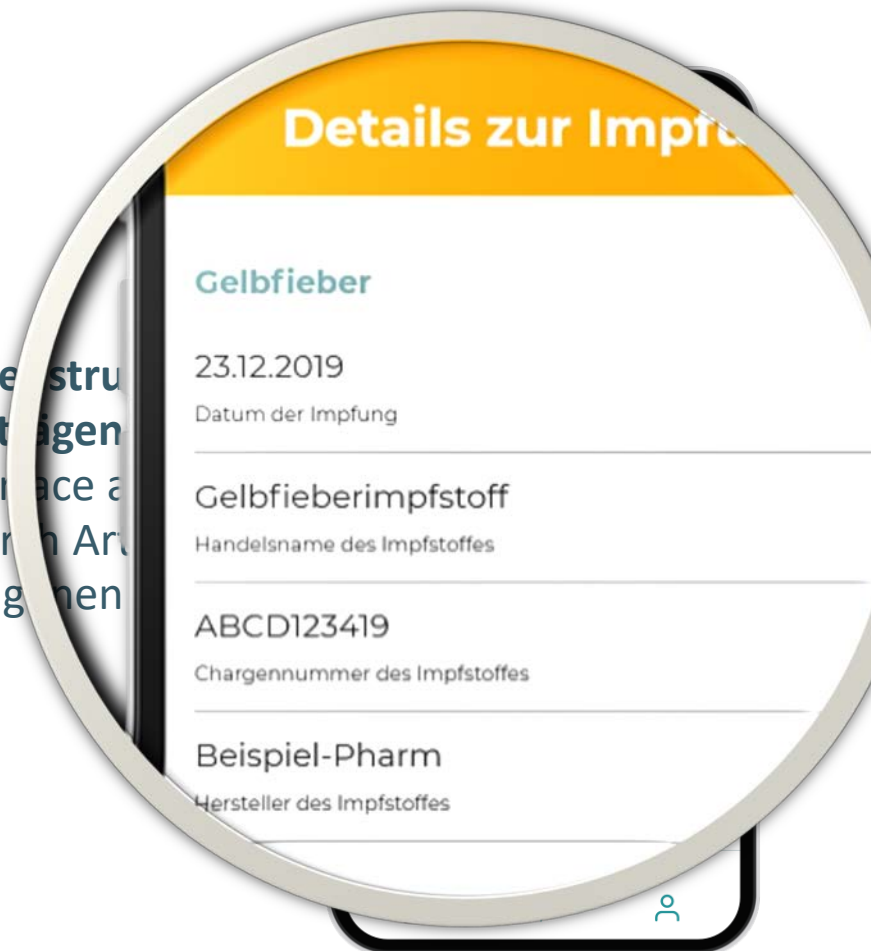 Details zur Impfu
Gelbfieber
23.12.2019
Datum der Impfung
Gelbfieberimpfstoff
Handelsname des Impfstoffes
ABCD123419
Chargennummer des Impfstoffes
Beispiel-Pharm
Hersteller des Impfstoffes